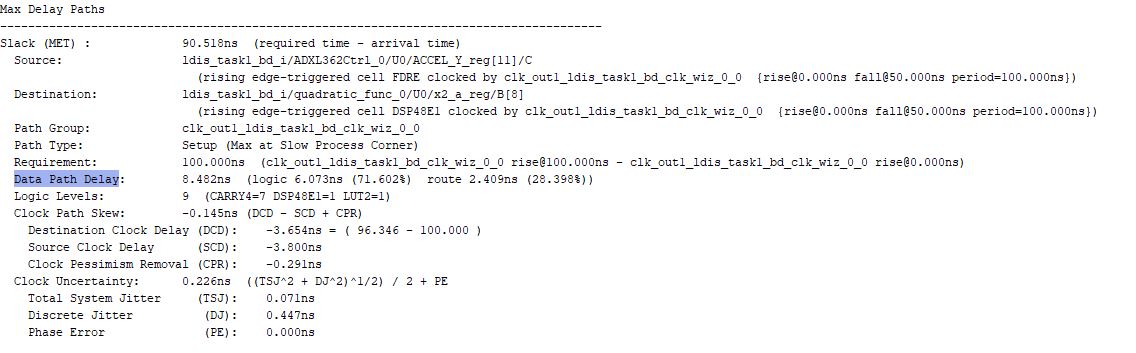 Max Delay Paths
--------------------------------------------------------------------------------------
Slack (MET) :             90.518ns  (required time - arrival time)
  Source:                 ldis_task1_bd_i/ADXL362Ctrl_0/U0/ACCEL_Y_reg[11]/C
                            (rising edge-triggered cell FDRE clocked by clk_out1_ldis_task1_bd_clk_wiz_0_0  {rise@0.000ns fall@50.000ns period=100.000ns})
  Destination:            ldis_task1_bd_i/quadratic_func_0/U0/x2_a_reg/B[8]
                            (rising edge-triggered cell DSP48E1 clocked by clk_out1_ldis_task1_bd_clk_wiz_0_0  {rise@0.000ns fall@50.000ns period=100.000ns})
  Path Group:             clk_out1_ldis_task1_bd_clk_wiz_0_0
  Path Type:              Setup (Max at Slow Process Corner)
  Requirement:            100.000ns  (clk_out1_ldis_task1_bd_clk_wiz_0_0 rise@100.000ns - clk_out1_ldis_task1_bd_clk_wiz_0_0 rise@0.000ns)
  Data Path Delay:        8.482ns  (logic 6.073ns (71.602%)  route 2.409ns (28.398%))
  Logic Levels:           9  (CARRY4=7 DSP48E1=1 LUT2=1)
  Clock Path Skew:        -0.145ns (DCD - SCD + CPR)
    Destination Clock Delay (DCD):    -3.654ns = ( 96.346 - 100.000 )
    Source Clock Delay      (SCD):    -3.800ns
    Clock Pessimism Removal (CPR):    -0.291ns
  Clock Uncertainty:      0.226ns  ((TSJ^2 + DJ^2)^1/2) / 2 + PE
    Total System Jitter     (TSJ):    0.071ns
    Discrete Jitter          (DJ):    0.447ns
    Phase Error              (PE):    0.000ns